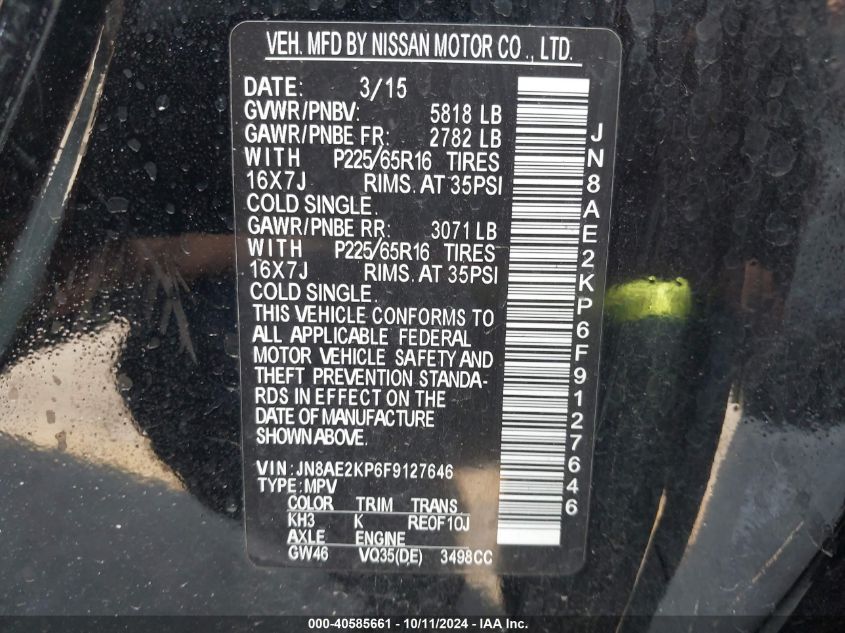 VEH. MFD BY NISSAN MOTOR CO., LTD.
DATE: 3/15
GVWR/PNBV: 5818 LB
GAWR/PNBE FR: 2782 LB
WITH P225/65R16 TIRES
16X7J RIMS. AT 35PSI
COLD SINGLE.
GAWR/PNBE RR: 3071 LB
WITH P225/65R16 TIRES
16X7J RIMS. AT 35PSI
COLD SINGLE.
THIS VEHICLE CONFORMS TO
ALL APPLICABLE FEDERAL
MOTOR VEHICLE SAFETY AND
THEFT PREVENTION STANDA-
RDS IN EFFECT ON THE
DATE OF MANUFACTURE
SHOWN ABOVE.
VIN: JN8AE2KP6F9127646
TYPE: MPV
COLOR TRIM TRANS
KH3 K RE0F10J
AXLE ENGINE
GW46 VQ35(DE) 3498CC
JN8AE2KP6F9127646
000-40585661 - 10/11/2024 - IAA Inc.